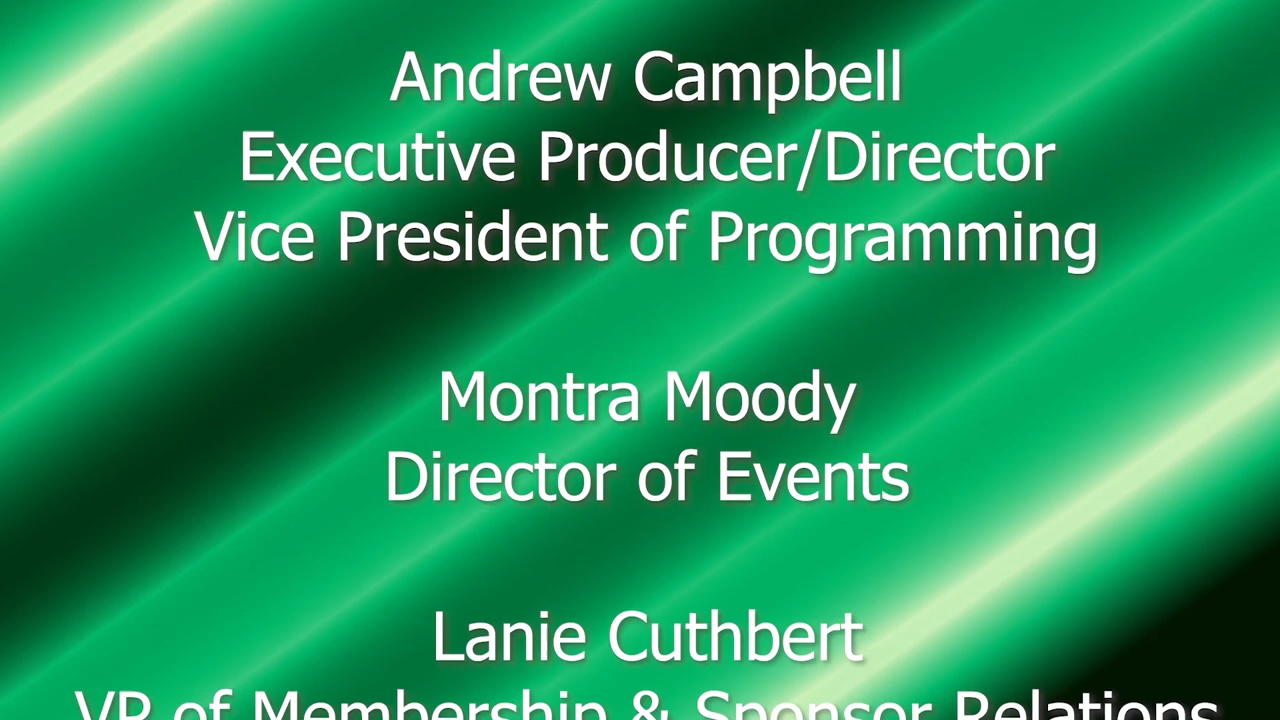 Andrew Campbell
Executive Producer/Director
Vice President of Programming
Montra Moody
Director of Events
Lanie Cuthbert
VP of Membership & Sponsor Relations